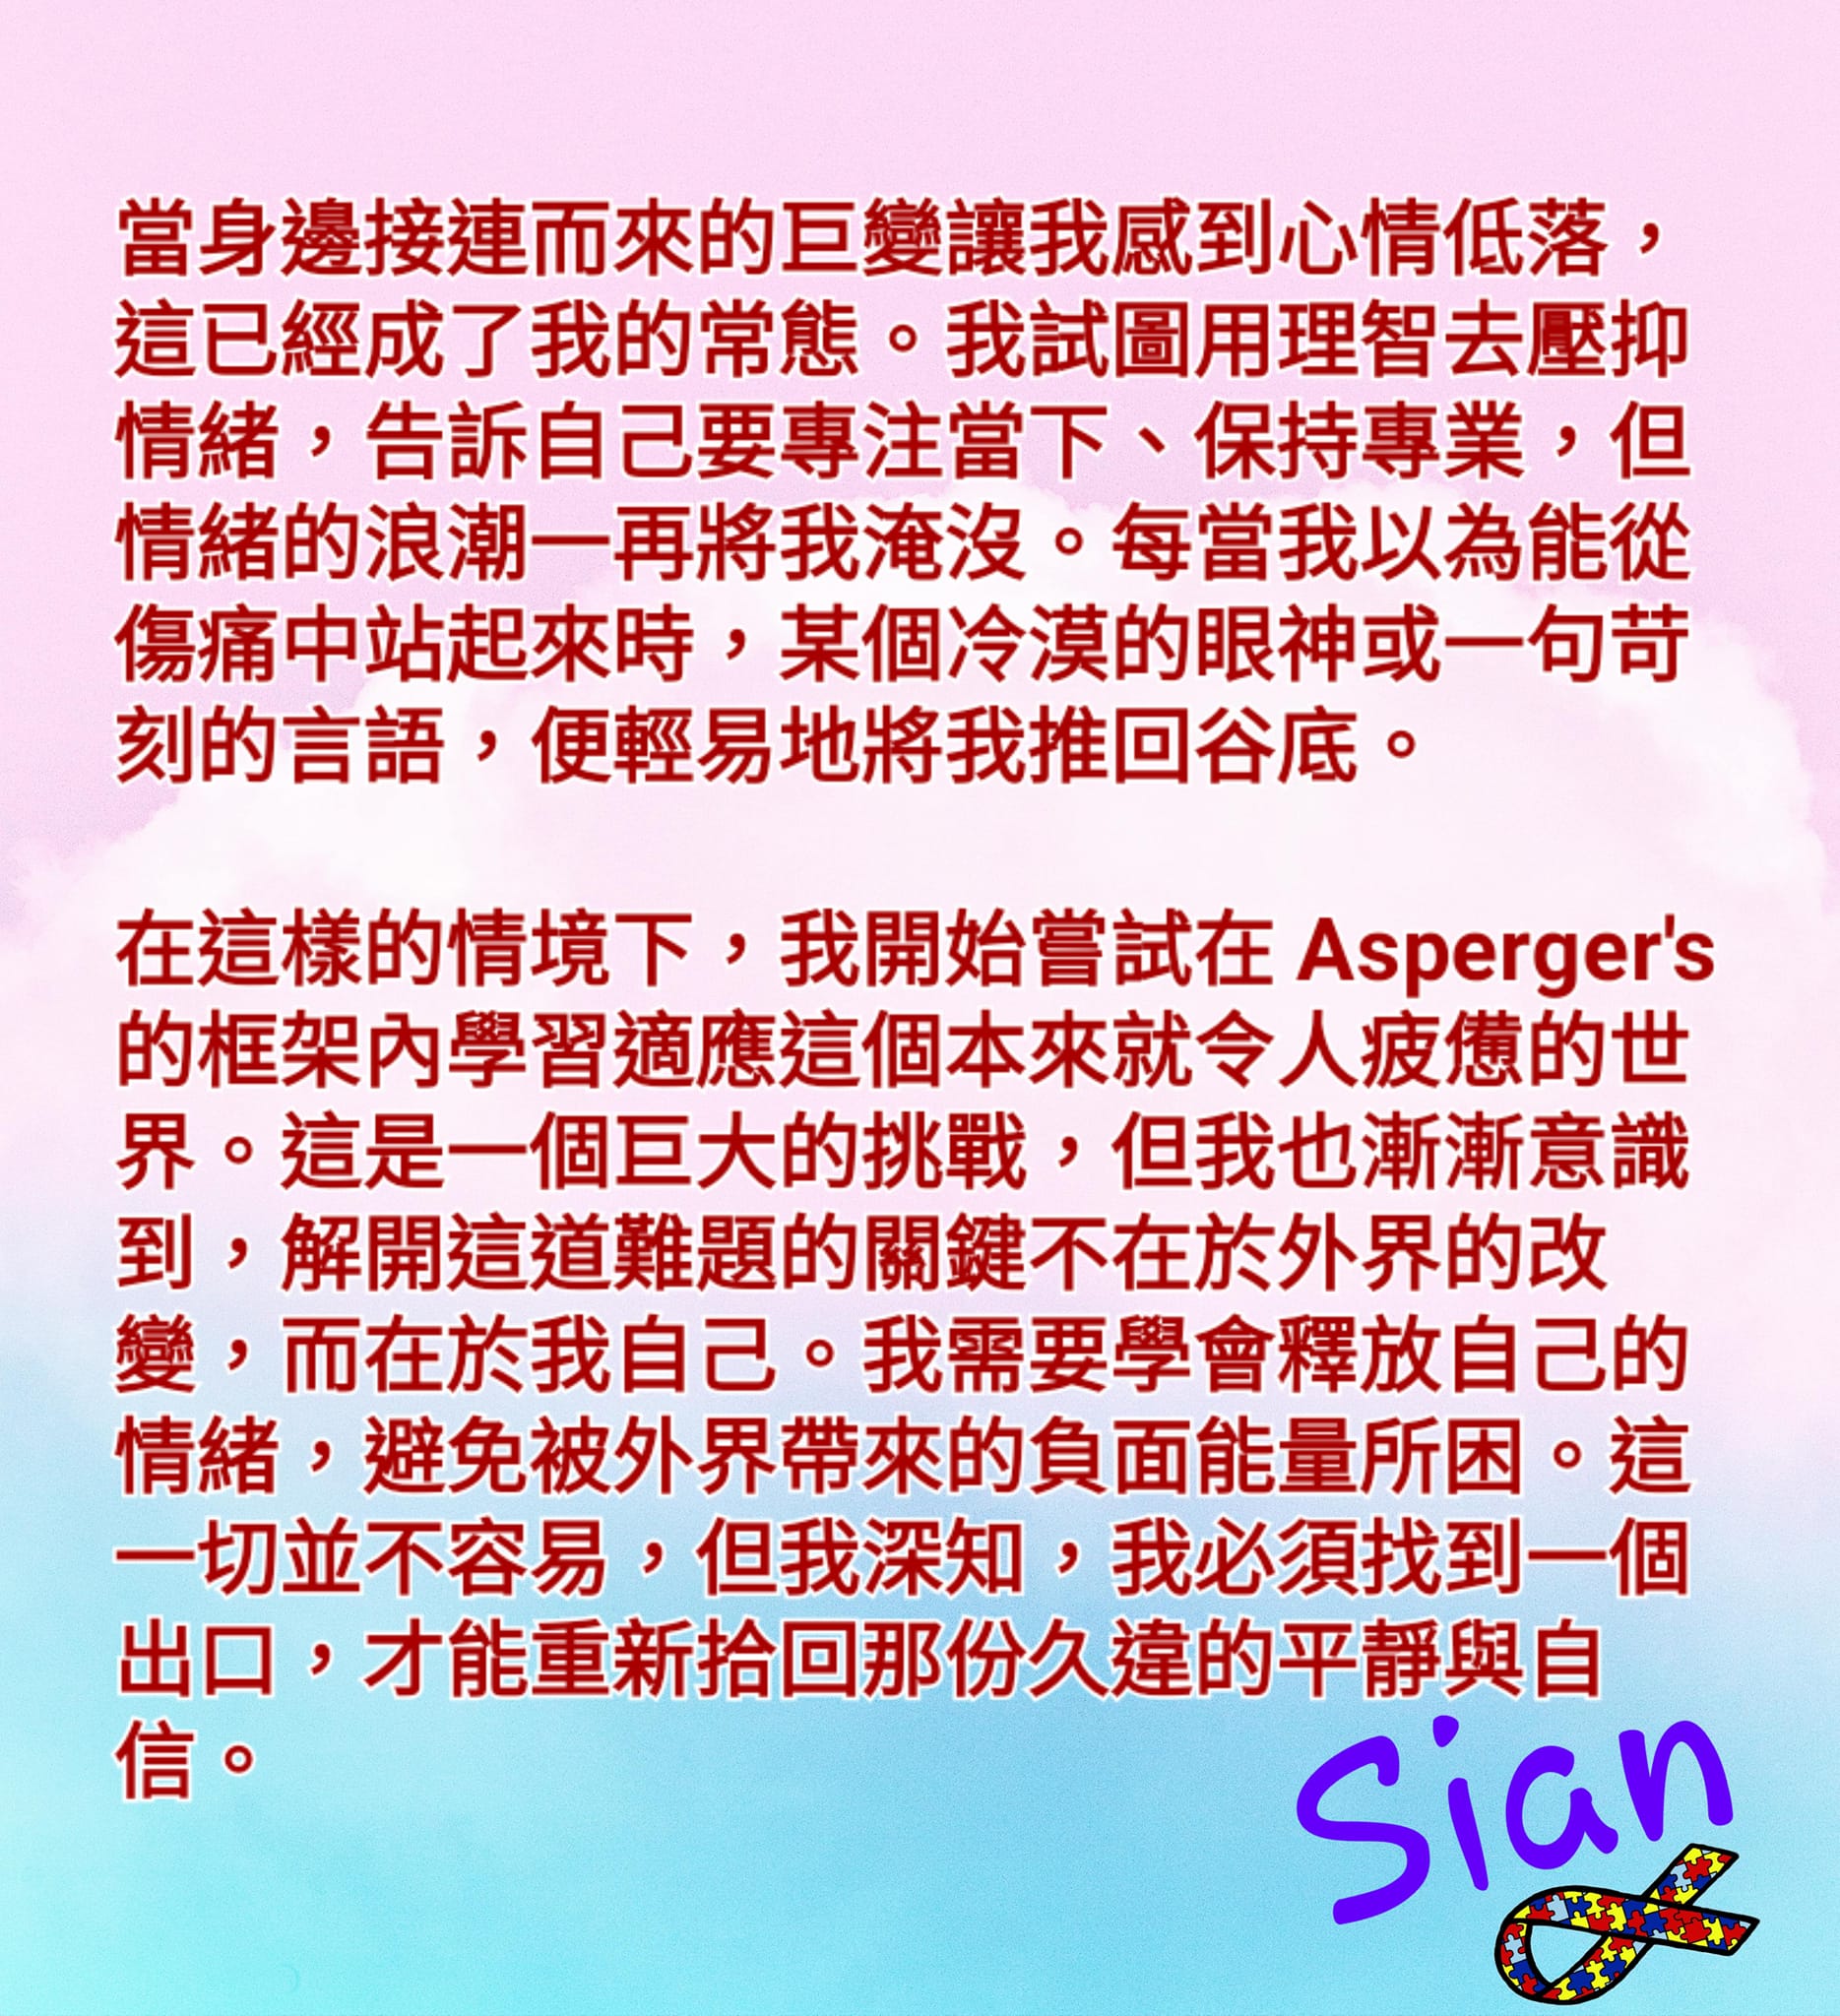 當身邊接連而來的巨變讓我感到心情低落，
這已經成了我的常態。我試圖用理智去壓抑
情緒，告訴自己要專注當下、保持專業，但
情緒的浪潮一再將我淹沒。每當我以為能從
傷痛中站起來時，某個冷漠的眼神或一句苛
刻的言語，便輕易地將我推回谷底。
在這樣的情境下，我開始嘗試在 Asperger's
的框架內學習適應這個本來就令人疲憊的世
界。這是一個巨大的挑戰，但我也漸漸意識
到，解開這道難題的關鍵不在於外界的改
變，而在於我自己。我需要學會釋放自己的
情緒，避免被外界帶來的負面能量所困。這
一切並不容易，但我深知，我必須找到一個
出口，才能重新拾回那份久違的平靜與自
信。
Sian